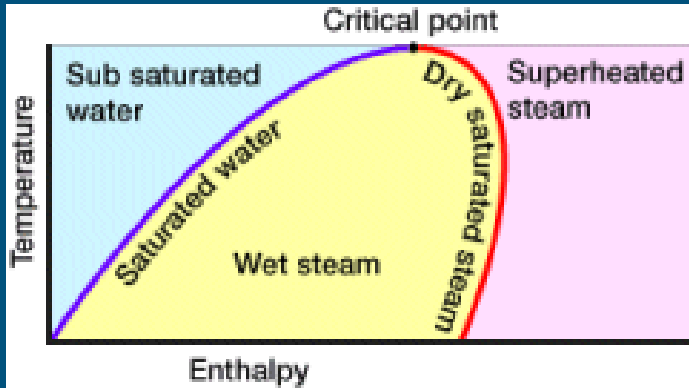 Critical point
Sub saturated
water
Superheated
steam
Dry saturated steam
Saturated water
Wet steam
Temperature
Enthalpy